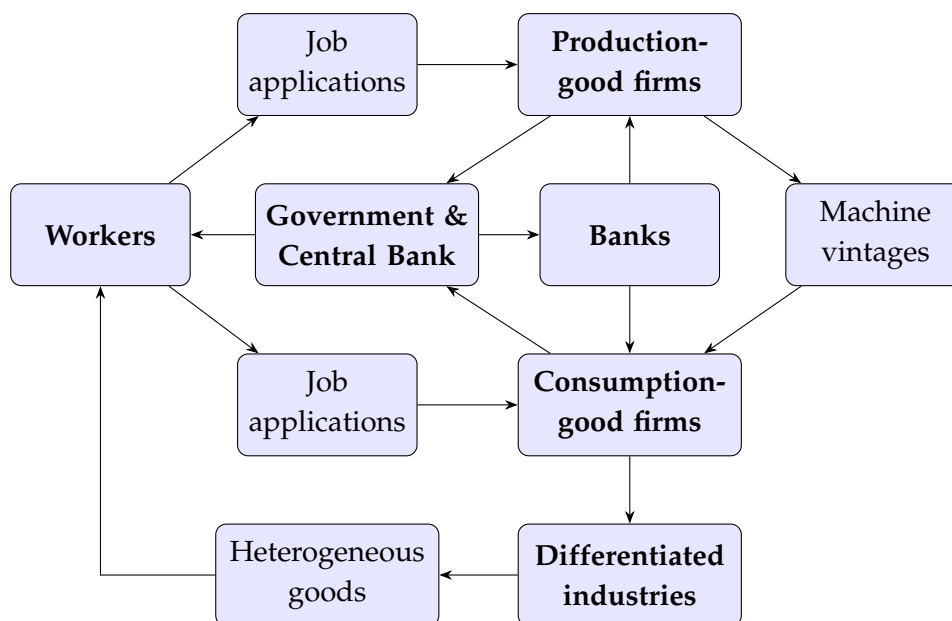 Job
applications
Production-
good firms
Workers
Government &
Central Bank
Banks
Machine
vintages
Job
applications
Consumption-
good firms
Heterogeneous
goods
Differentiated
industries